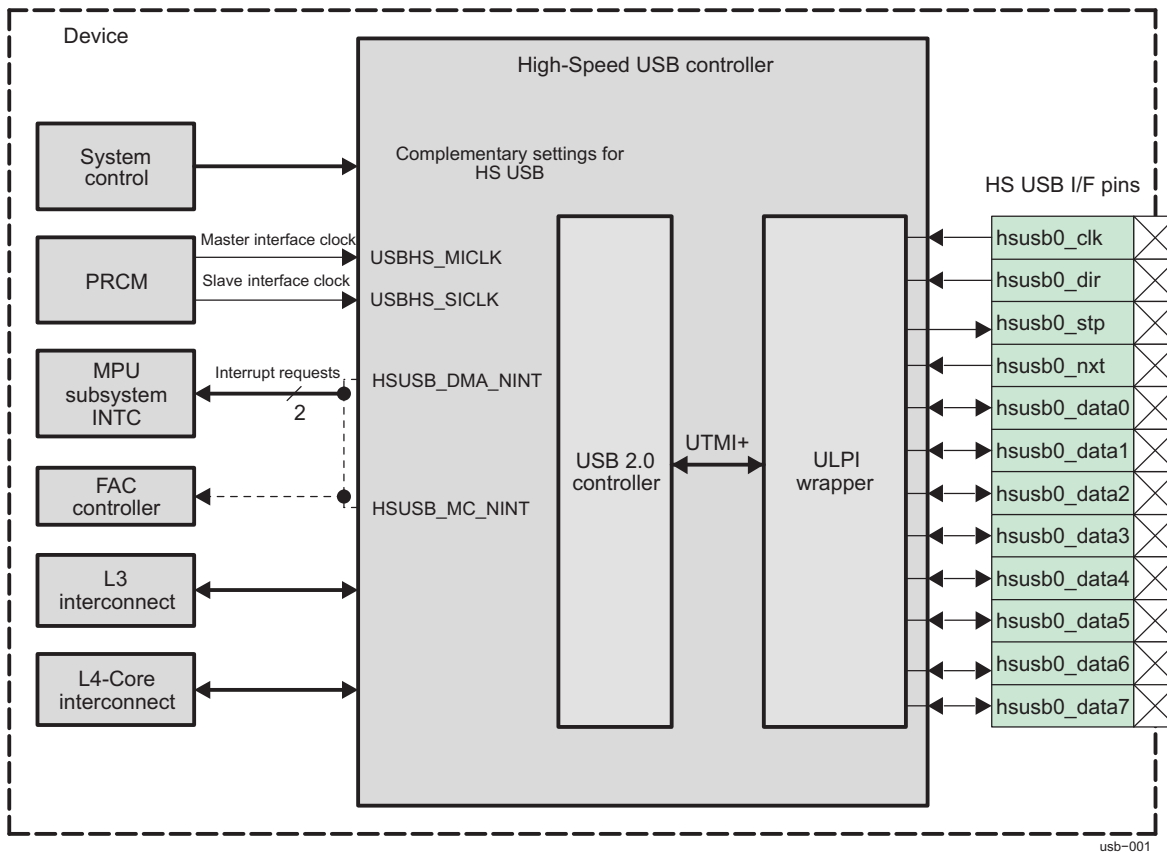 Device
High-Speed USB controller
System
control
Complementary settings for
HS USB
HS USB I/F pins
PRCM
Master interface clock
USBHS_MICLK
Slave interface clock
USBHS_SICLK
MPU
subsystem
INTC
Interrupt requests
2
HSUSB_DMA_NINT
FAC
controller
HSUSB_MC_NINT
L3
interconnect
L4-Core
interconnect
USB 2.0
controller
UTMI+
ULPI
wrapper
hsusb0_clk
hsusb0_dir
hsusb0_stp
hsusb0_nxt
hsusb0_data0
hsusb0_data1
hsusb0_data2
hsusb0_data3
hsusb0_data4
hsusb0_data5
hsusb0_data6
hsusb0_data7
usb−001